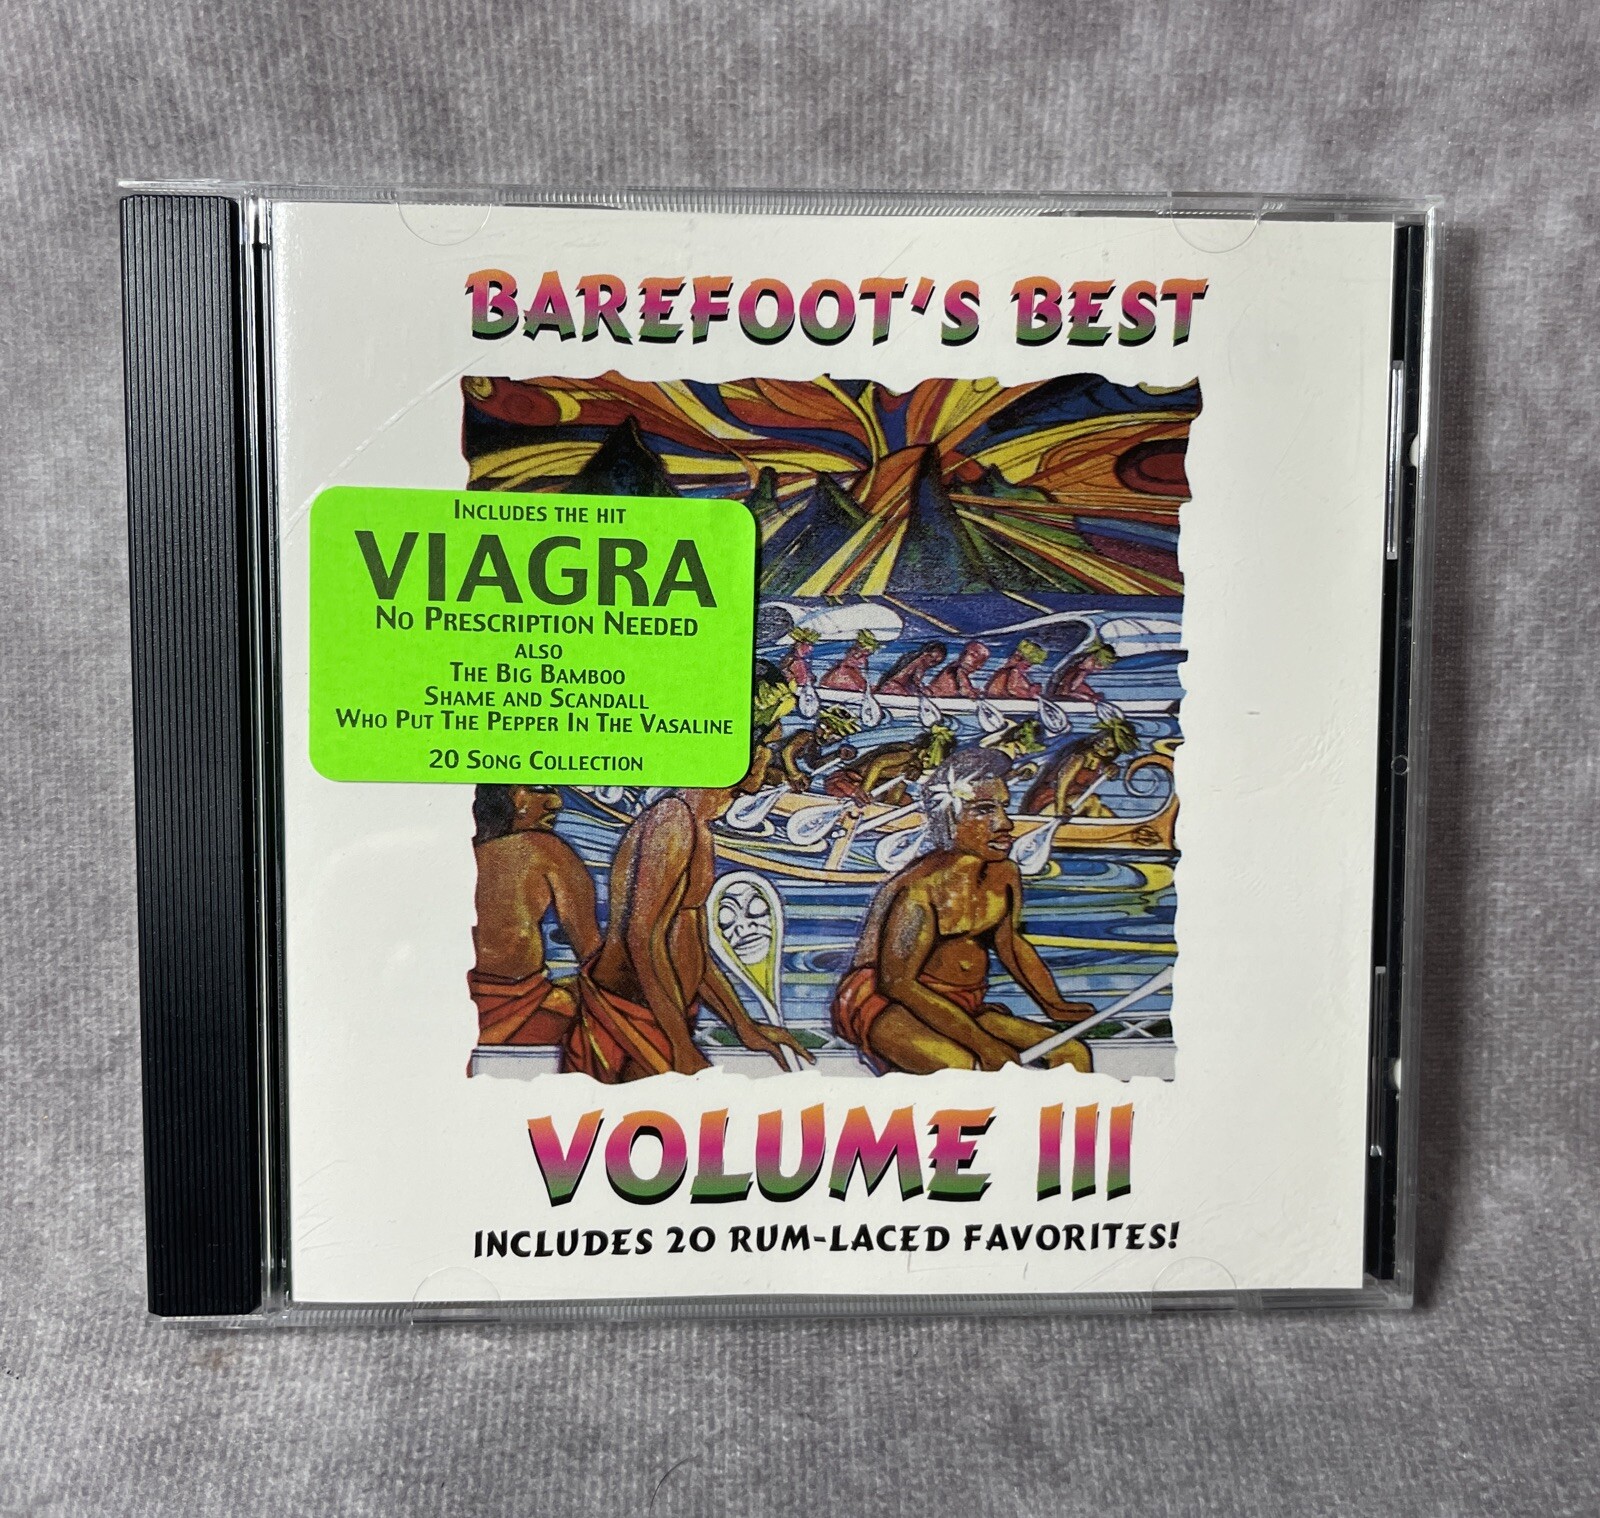 BAREFOOT'S BEST
INCLUDES THE HIT
VIAGRA
NO PRESCRIPTION NEEDED
ALSO
THE BIG BAMBOO
SHAME AND SCANDALL
WHO PUT THE PEPPER IN THE VASALINE
20 SONG COLLECTION
VOLUME III
INCLUDES 20 RUM-LACED FAVORITES!